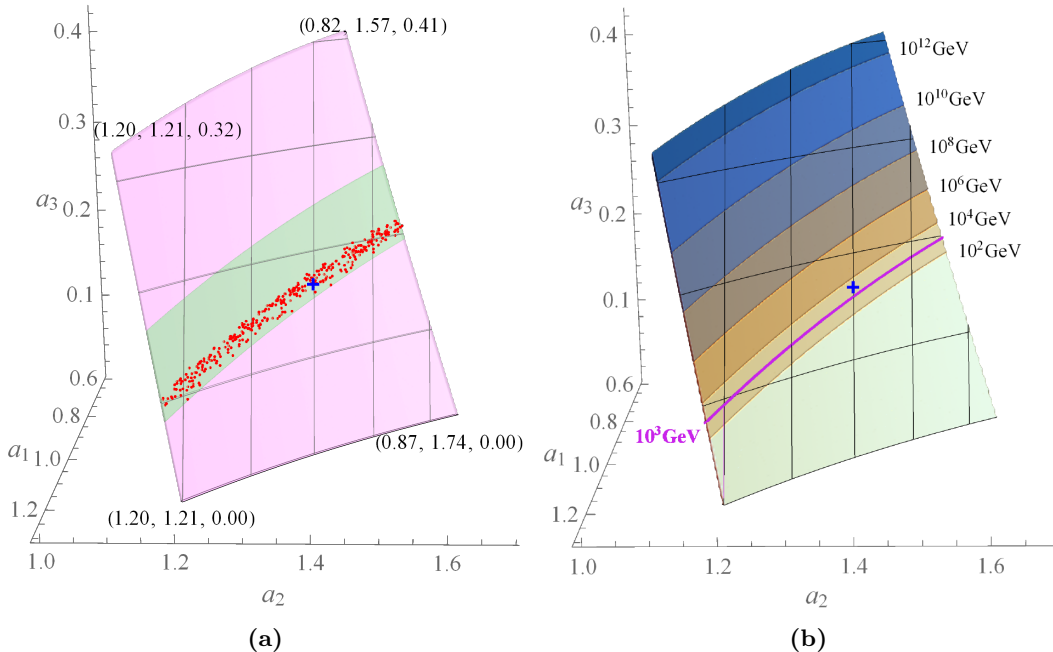 (0.82, 1.57, 0.41)
0.4
0.3
(1.20, 1.21, 0.32)
a3
0.2
0.1
0.6
0.8
a1
1.0
1.2
(0.87, 1.74, 0.00)
(1.20, 1.21, 0.00)
1.0
1.2
1.4
1.6
a2
(a)
0.4
10^12GeV
10^10GeV
0.3
10^8GeV
10^6GeV
a3
0.2
10^4GeV
10^2GeV
0.1
0.6
0.8
10^3GeV
a1
1.0
1.2
1.0
1.2
1.4
1.6
a2
(b)